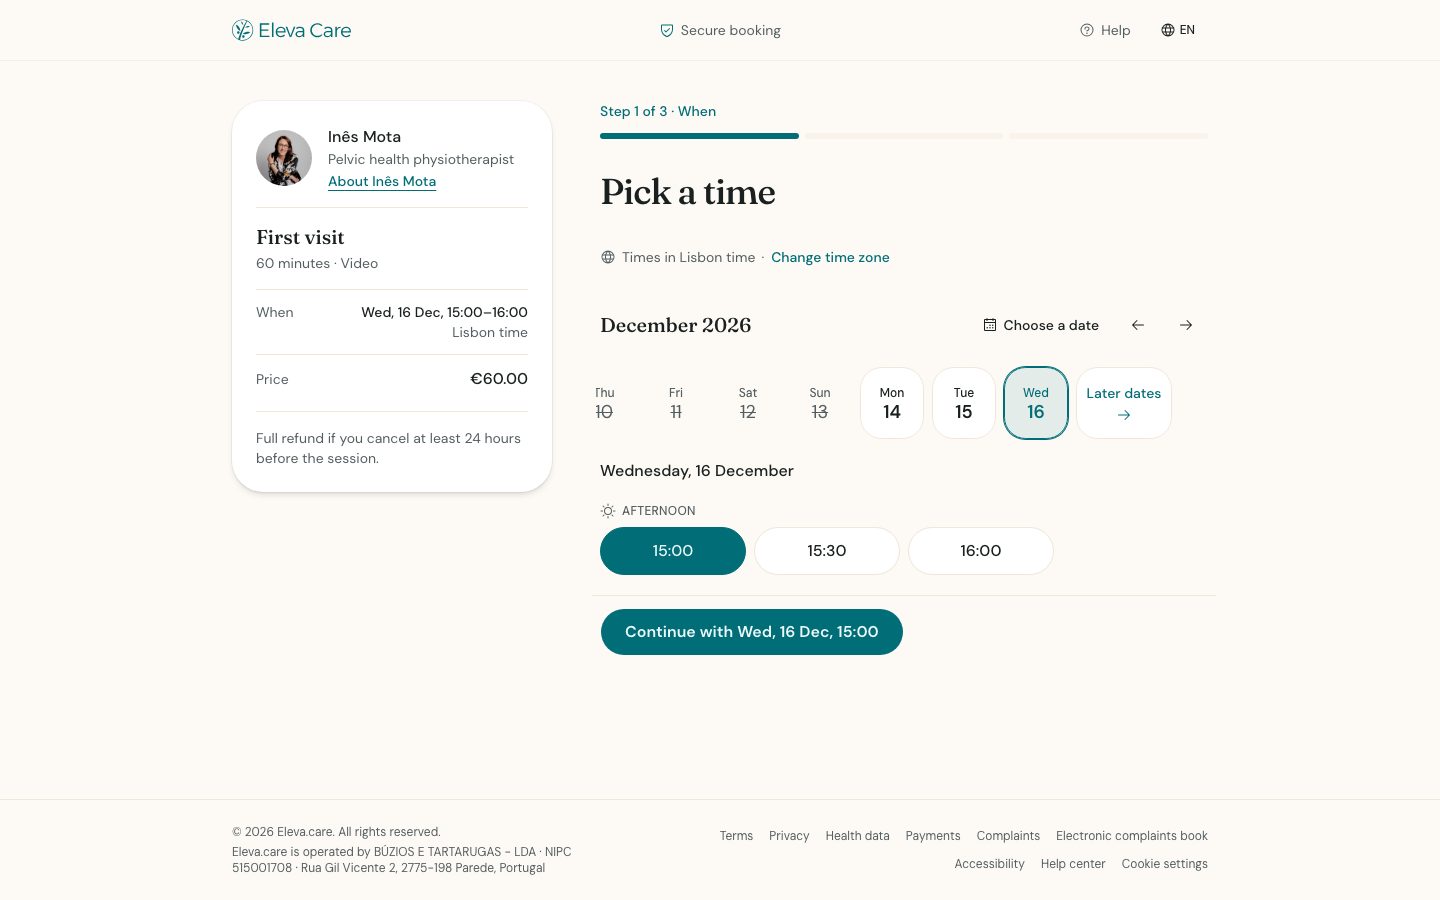 Eleva Care
Secure booking
Help
EN
Inês Mota
Pelvic health physiotherapist
About Inês Mota
First visit
60 minutes · Video
When
Wed, 16 Dec, 15:00–16:00
Lisbon time
Price
€60.00
Full refund if you cancel at least 24 hours
before the session.
Step 1 of 3 · When
Pick a time
Times in Lisbon time · Change time zone
December 2026
Choose a date
Thu
10
Fri
11
Sat
12
Sun
13
Mon
14
Tue
15
Wed
16
Later dates
Wednesday, 16 December
AFTERNOON
15:00
15:30
16:00
Continue with Wed, 16 Dec, 15:00
© 2026 Eleva.care. All rights reserved.
Eleva.care is operated by BÚZIOS E TARTARUGAS - LDA · NIPC
515001708 · Rua Gil Vicente 2, 2775-198 Parede, Portugal
Terms Privacy Health data Payments Complaints Electronic complaints book
Accessibility Help center Cookie settings